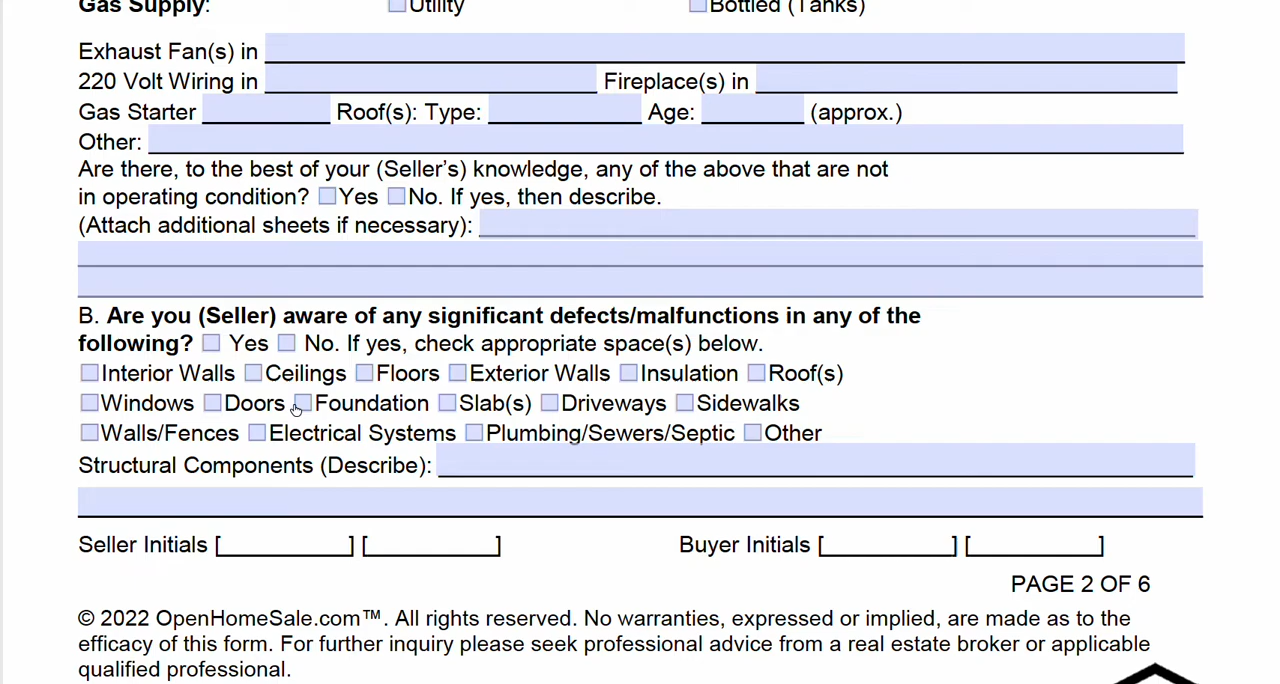 Gas Supply: Utility Bottled (Tanks)
Exhaust Fan(s) in
220 Volt Wiring in Fireplace(s) in
Gas Starter Roof(s): Type: Age: (approx.)
Other:
Are there, to the best of your (Seller’s) knowledge, any of the above that are not
in operating condition? Yes No. If yes, then describe.
(Attach additional sheets if necessary):
B. Are you (Seller) aware of any significant defects/malfunctions in any of the
following? Yes No. If yes, check appropriate space(s) below.
Interior Walls Ceilings Floors Exterior Walls Insulation Roof(s)
Windows Doors Foundation Slab(s) Driveways Sidewalks
Walls/Fences Electrical Systems Plumbing/Sewers/Septic Other
Structural Components (Describe):
Seller Initials [ ] [ ] Buyer Initials [ ] [ ]
PAGE 2 OF 6
© 2022 OpenHomeSale.com™. All rights reserved. No warranties, expressed or implied, are made as to the
efficacy of this form. For further inquiry please seek professional advice from a real estate broker or applicable
qualified professional.